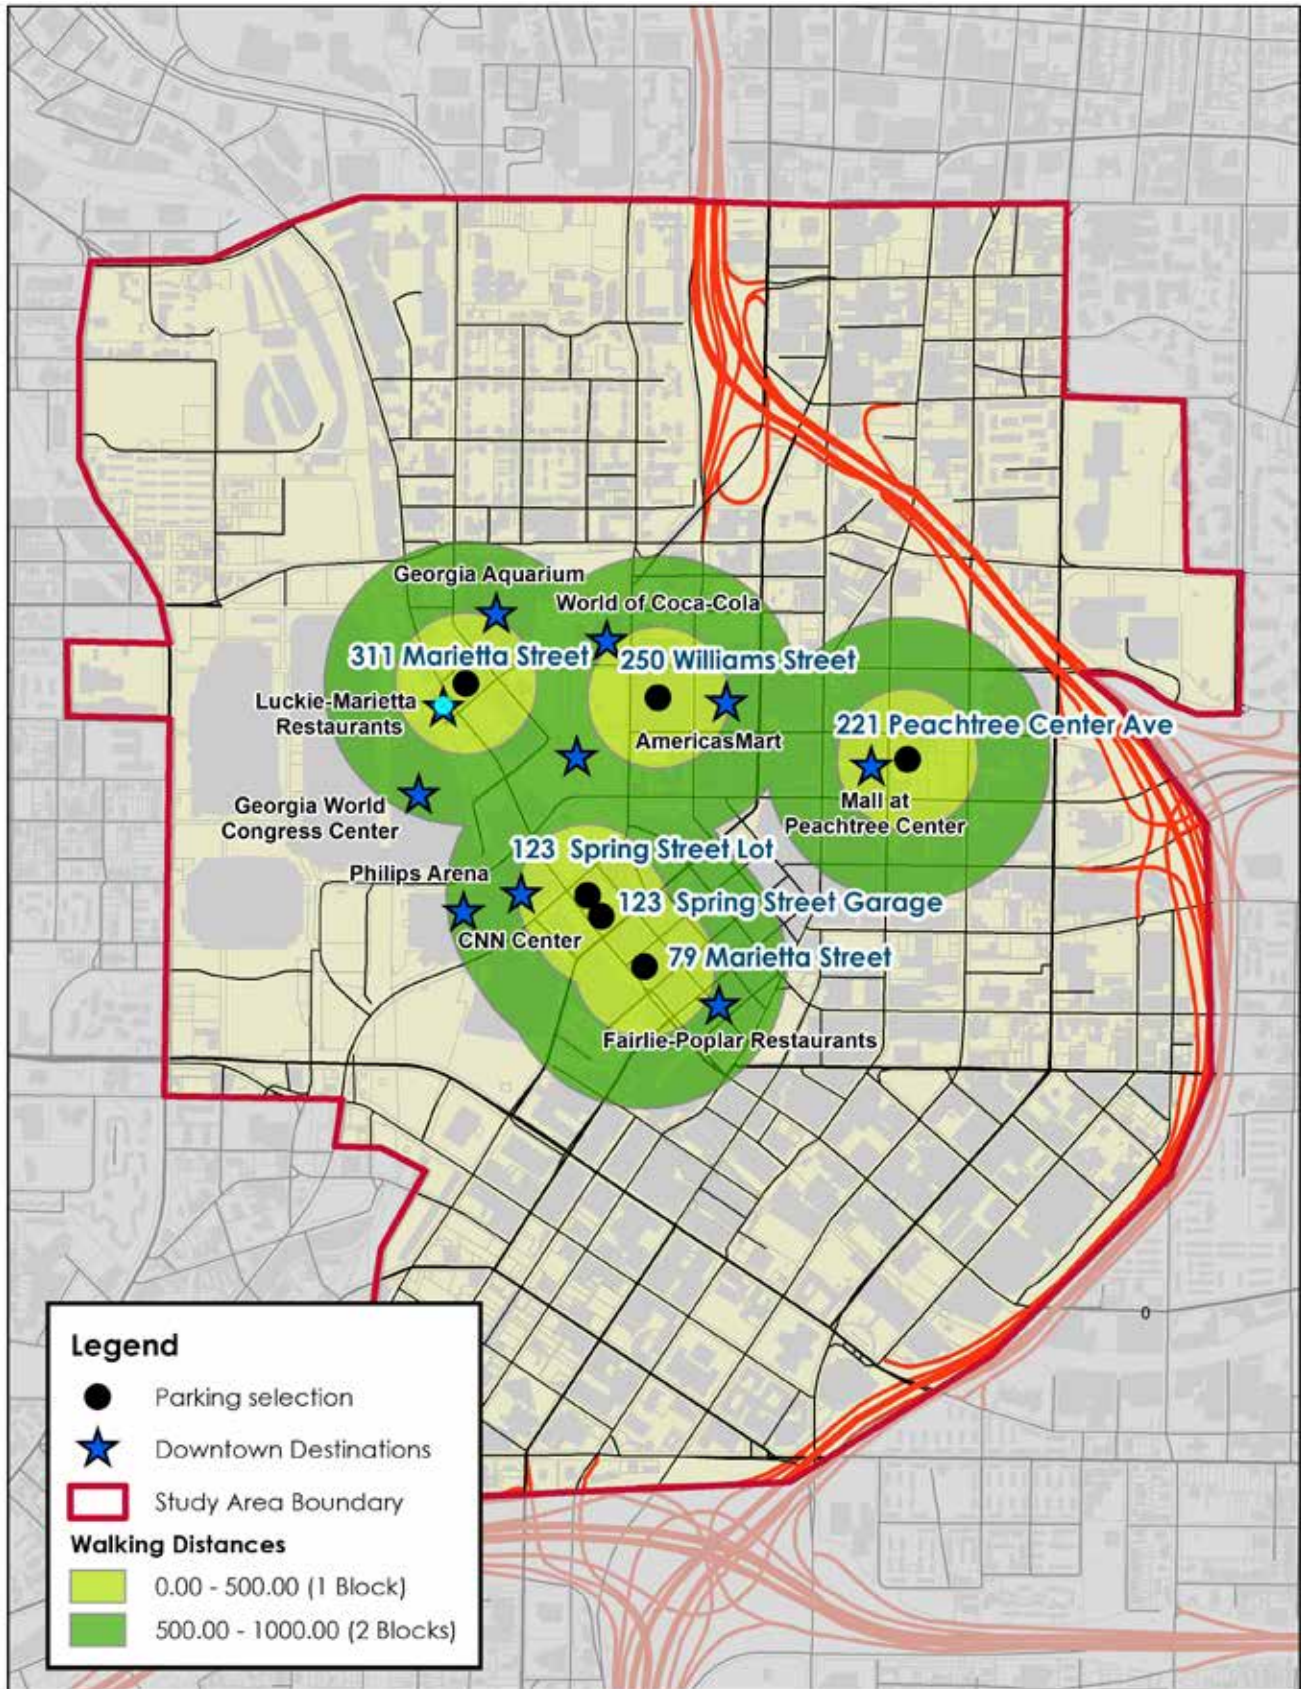 Georgia Aquarium
World of Coca-Cola
311 Marietta Street
250 Williams Street
Luckie-Marietta
Restaurants
221 Peachtree Center Ave
AmericasMart
Georgia World
Congress Center
Mall at
Peachtree Center
123 Spring Street Lot
Philips Arena
123 Spring Street Garage
CNN Center
79 Marietta Street
Fairlie-Poplar Restaurants
0
Legend
Parking selection
Downtown Destinations
Study Area Boundary
Walking Distances
0.00 - 500.00 (1 Block)
500.00 - 1000.00 (2 Blocks)